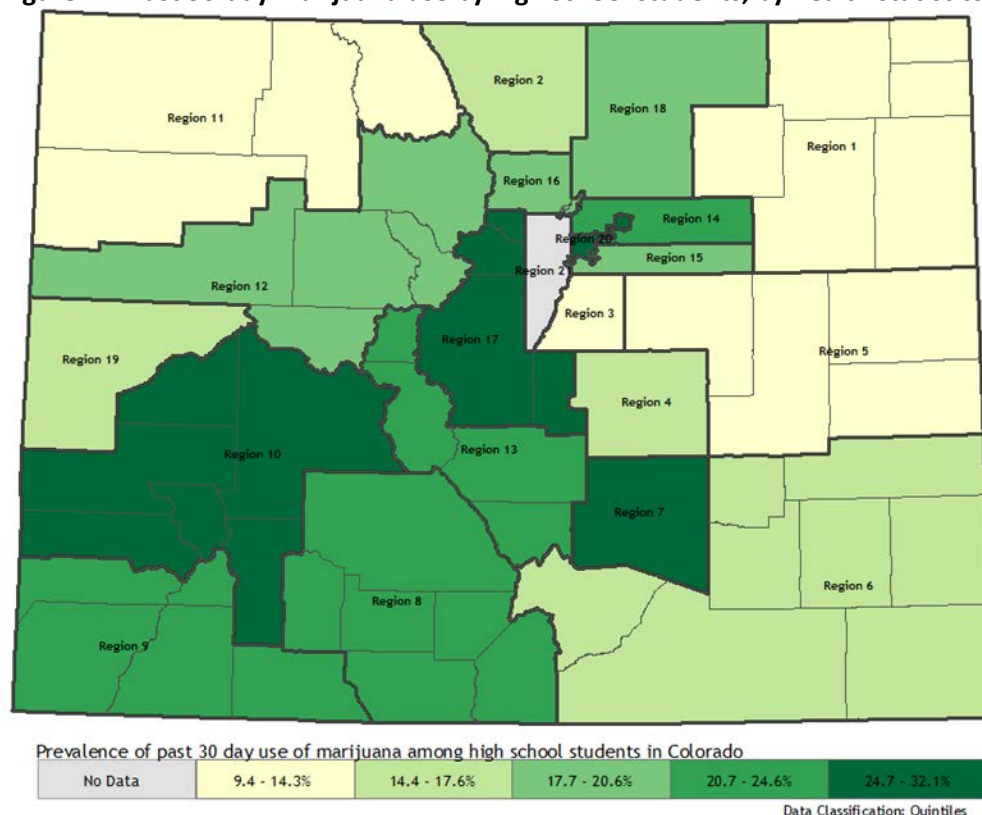 Region 2
Region 11
Region 18
Region 1
Region 16
Region 14
Region 20
Region 15
Region 21
Region 12
Region 3
Region 17
Region 5
Region 19
Region 4
Region 13
Region 10
Region 7
Region 6
Region 8
Region 9
Prevalence of past 30 day use of marijuana among high school students in Colorado
No Data 9.4 - 14.3% 14.4 - 17.6% 17.7 - 20.6% 20.7 - 24.6% 24.7 - 32.1%
Data Classification: Quintiles